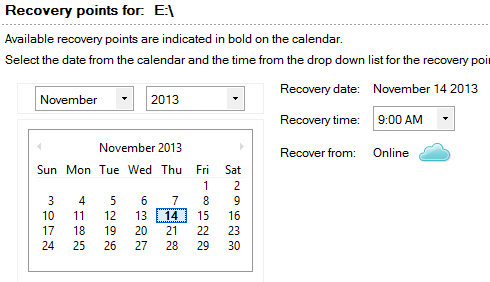 Recovery points for: E:\
Available recovery points are indicated in bold on the calendar.
Select the date from the calendar and the time from the drop down list for the recovery poi
November 2013
Recovery date: November 14 2013
Recovery time: 9:00 AM
Recover from: Online
November 2013
Sun Mon Tue Wed Thu Fri Sat
1 2
3 4 5 6 7 8 9
10 11 12 13 14 15 16
17 18 19 20 21 22 23
24 25 26 27 28 29 30